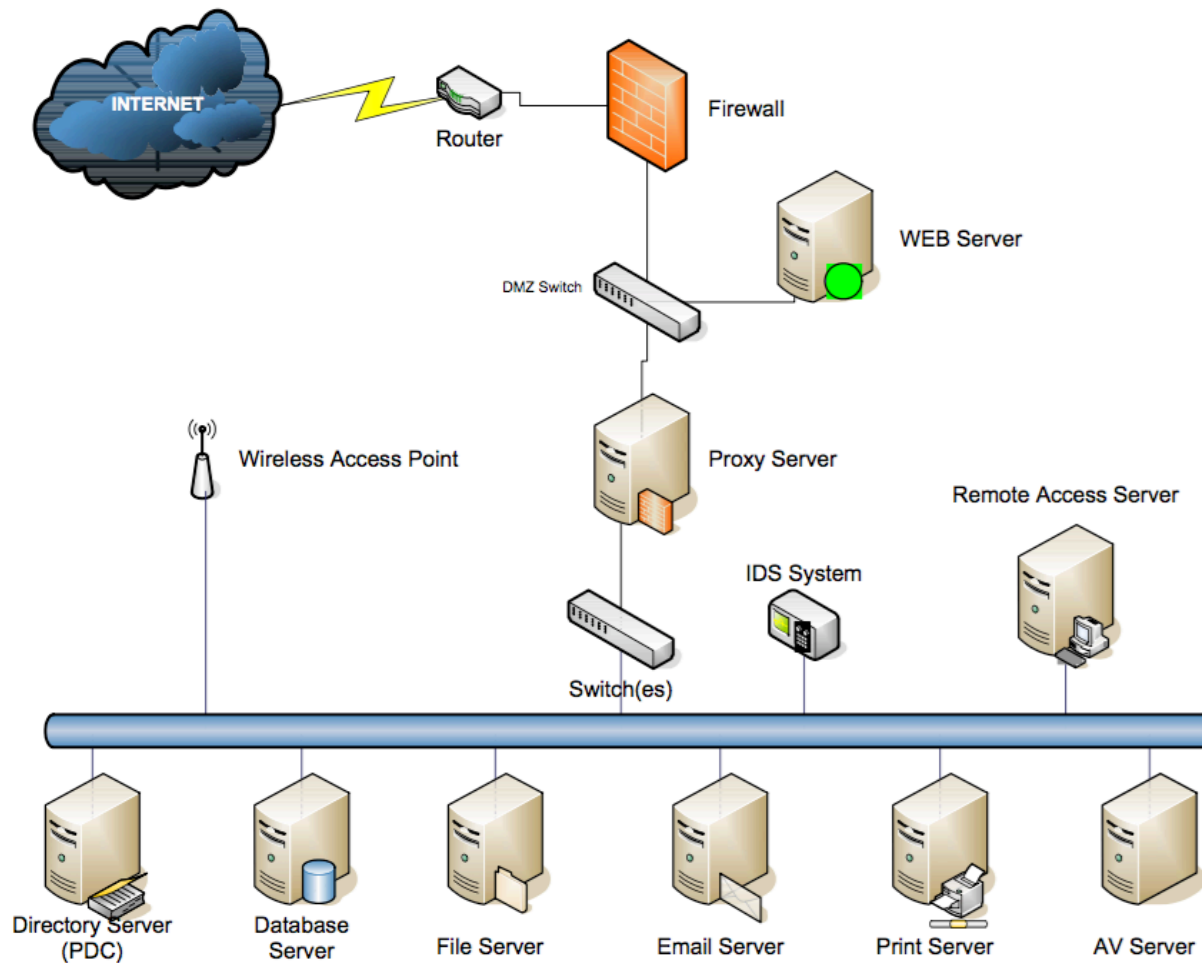 INTERNET
Router
Firewall
WEB Server
DMZ Switch
Wireless Access Point
Proxy Server
Remote Access Server
IDS System
Switch(es)
Directory Server
(PDC)
Database
Server
File Server
Email Server
Print Server
AV Server